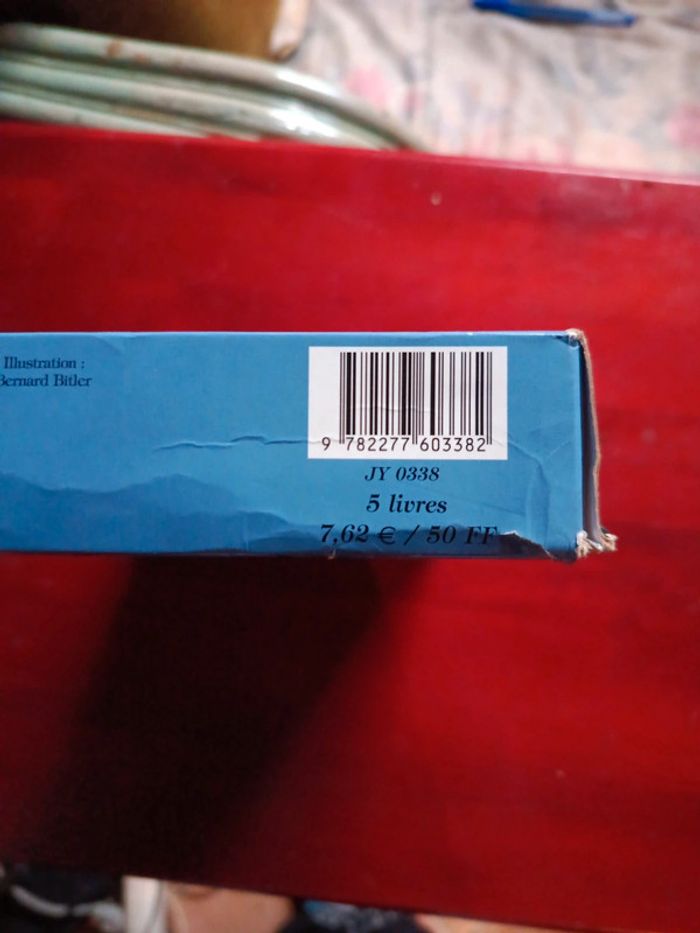 Illustration :
Bernard Bitler
9 782277 603382
JY 0338
5 livres
7,62 € / 50 FF